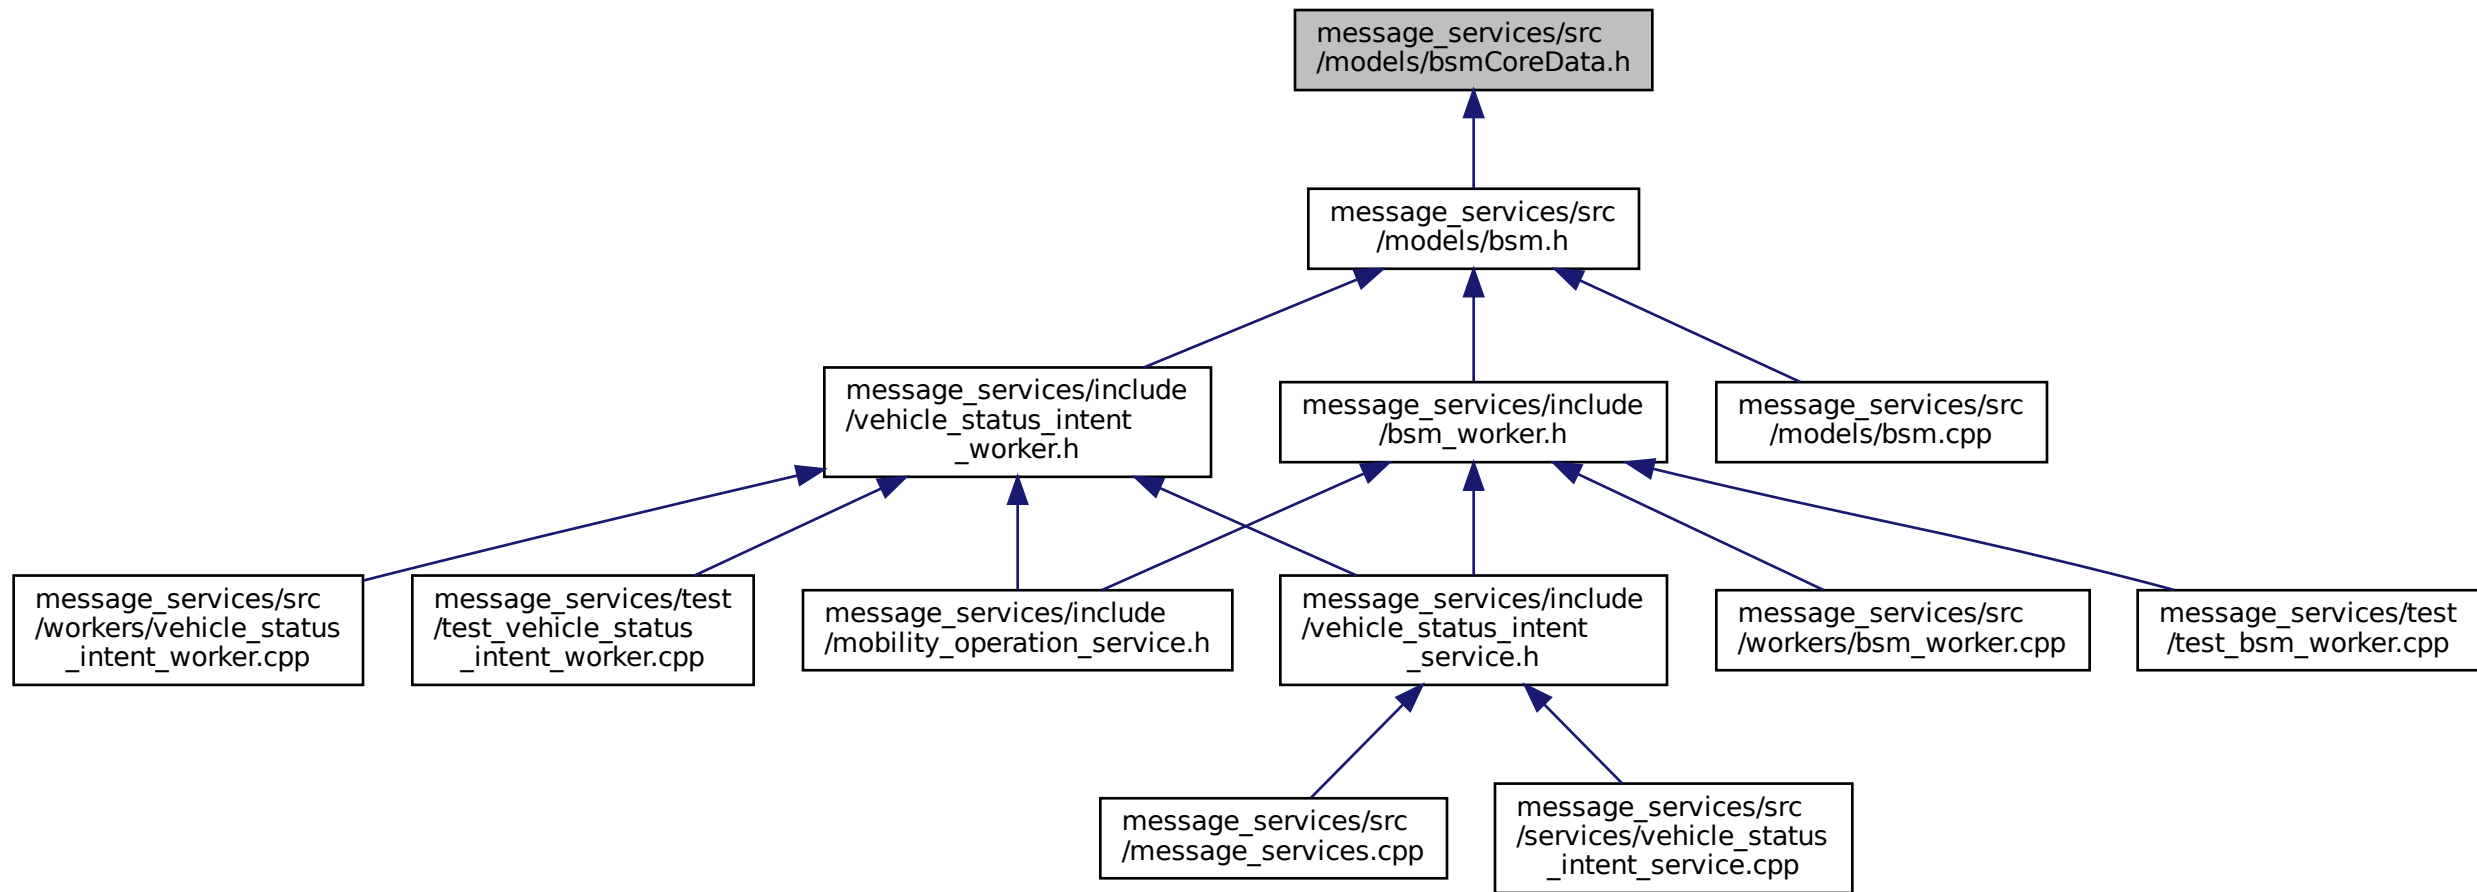 message_services/src
/models/bsmCoreData.h
message_services/src
/models/bsm.h
message_services/include
/vehicle_status_intent
_worker.h
message_services/include
/bsm_worker.h
message_services/src
/models/bsm.cpp
message_services/src
/workers/vehicle_status
_intent_worker.cpp
message_services/test
/test_vehicle_status
_intent_worker.cpp
message_services/include
/mobility_operation_service.h
message_services/include
/vehicle_status_intent
_service.h
message_services/src
/workers/bsm_worker.cpp
message_services/test
/test_bsm_worker.cpp
message_services/src
/message_services.cpp
message_services/src
/services/vehicle_status
_intent_service.cpp